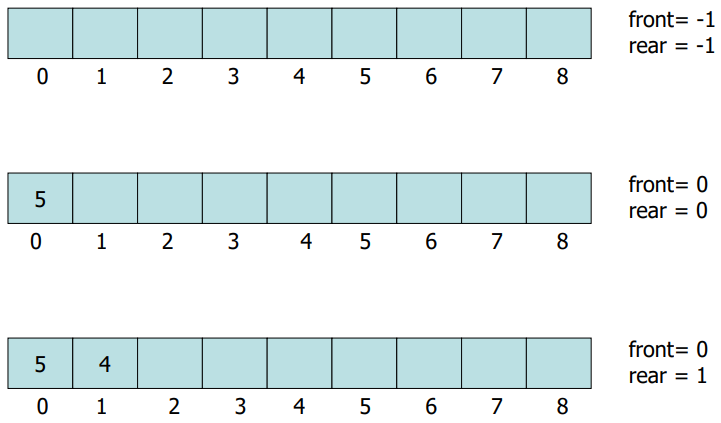 front= -1
rear = -1
0 1 2 3 4 5 6 7 8
5
front= 0
rear = 0
0 1 2 3 4 5 6 7 8
5 4
front= 0
rear = 1
0 1 2 3 4 5 6 7 8